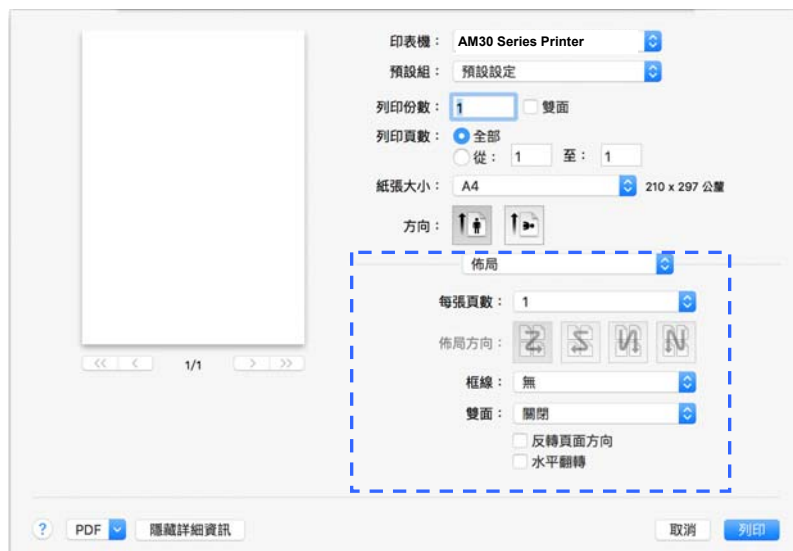 印表機： AM30 Series Printer
預設組： 預設設定
列印份數： 1 雙面
列印頁數： 全部
從： 1 至： 1
紙張大小： A4 210 x 297 公釐
方向：
佈局
每張頁數： 1
佈局方向：
<< < 1/1 > >>
框線： 無
雙面： 關閉
反轉頁面方向
水平翻轉
? PDF 隱藏詳細資訊 取消 列印